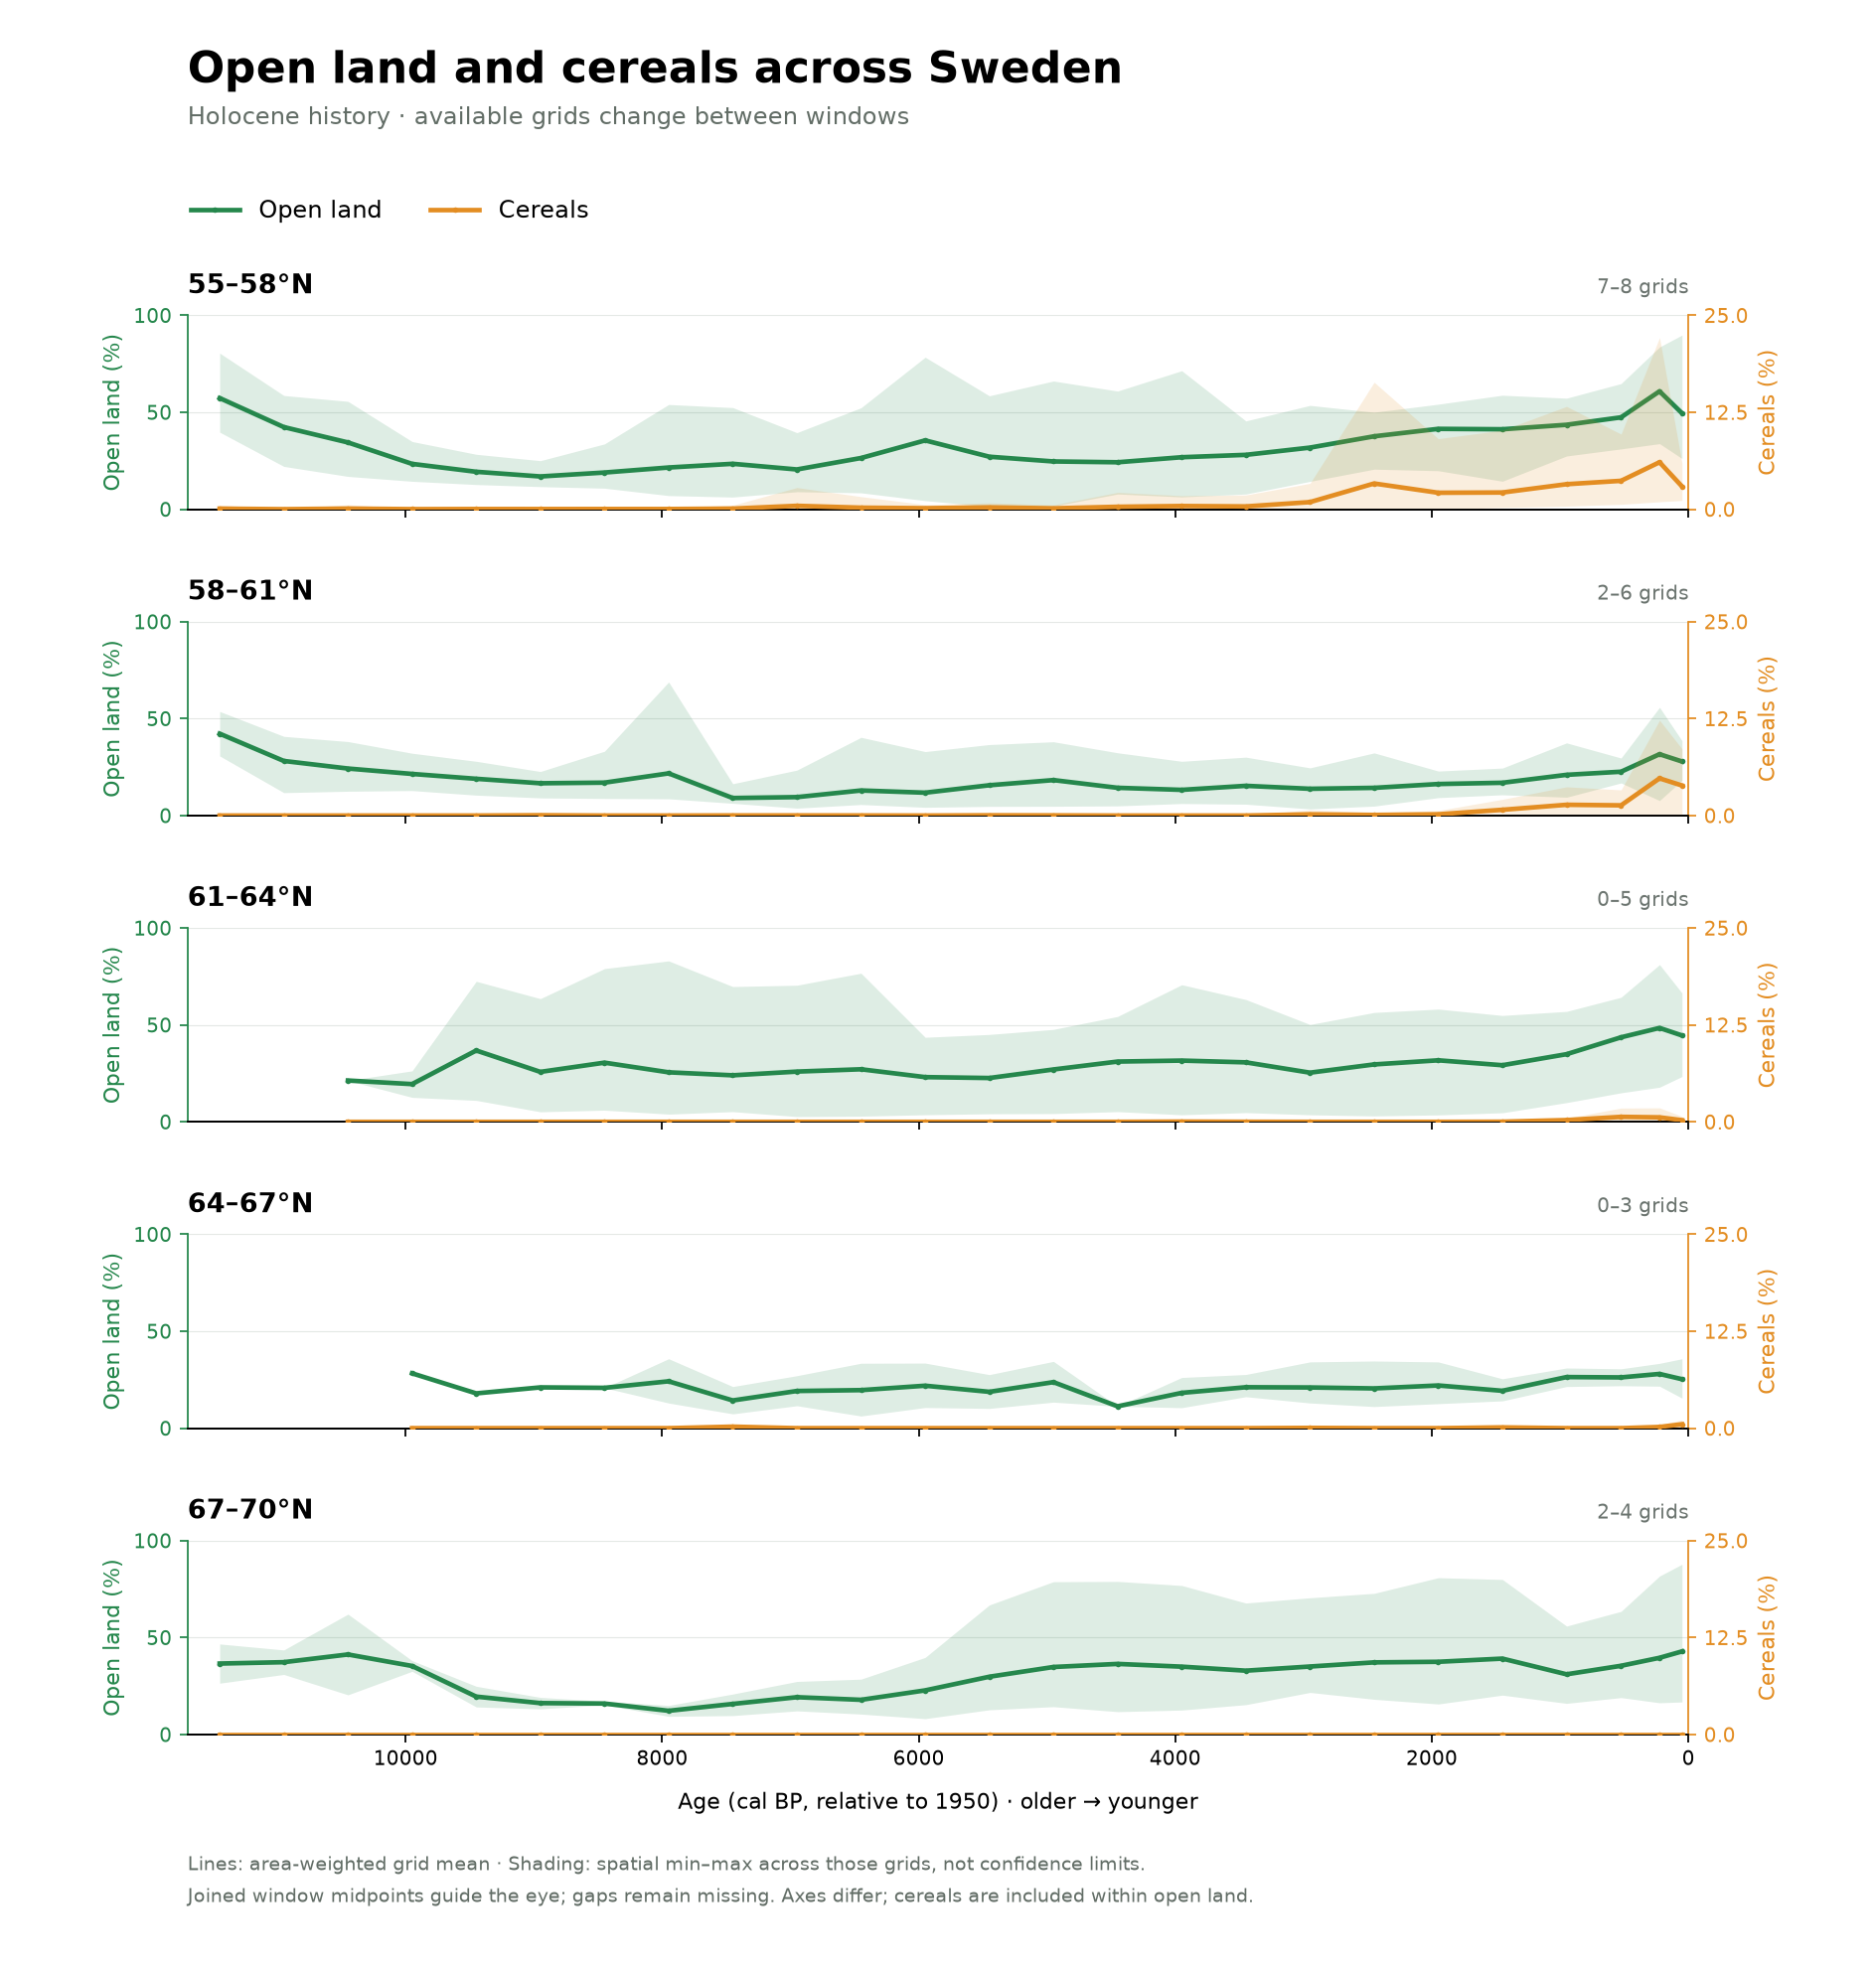 Open land and cereals across Sweden
Holocene history · available grids change between windows
Open land
Cereals
55–58°N
7–8 grids
100
50
0
Open land (%)
25.0
12.5
0.0
Cereals (%)
58–61°N
2–6 grids
100
50
0
Open land (%)
25.0
12.5
0.0
Cereals (%)
61–64°N
0–5 grids
100
50
0
Open land (%)
25.0
12.5
0.0
Cereals (%)
64–67°N
0–3 grids
100
50
0
Open land (%)
25.0
12.5
0.0
Cereals (%)
67–70°N
2–4 grids
100
50
0
Open land (%)
25.0
12.5
0.0
Cereals (%)
10000 8000 6000 4000 2000 0
Age (cal BP, relative to 1950) · older → younger
Lines: area-weighted grid mean · Shading: spatial min–max across those grids, not confidence limits.
Joined window midpoints guide the eye; gaps remain missing. Axes differ; cereals are included within open land.